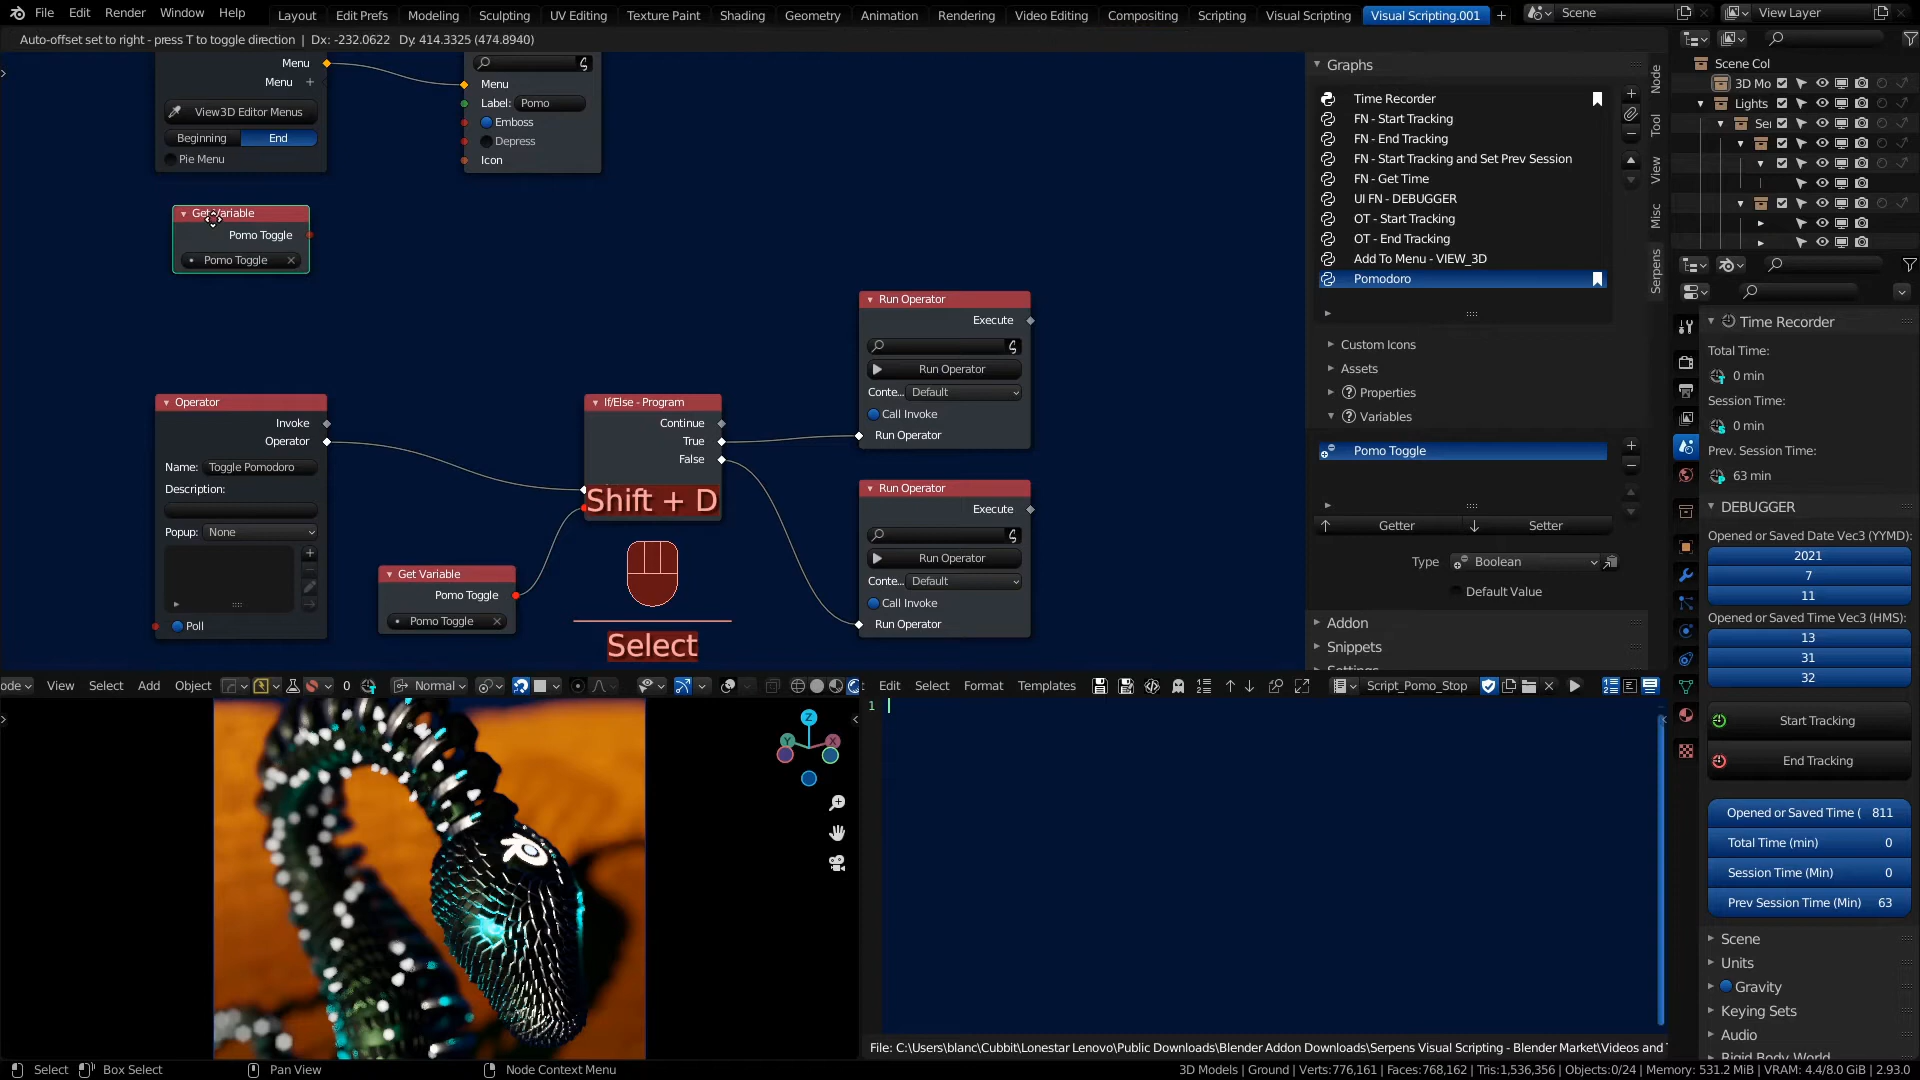 File Edit Render Window Help Layout Edit Prefs Modeling Sculpting UV Editing Texture Paint Shading Geometry Animation Rendering Video Editing Compositing Scripting Visual Scripting Visual Scripting.001 + Scene View Layer
Auto-offset set to right - press T to toggle direction | Dx: -232.0622 Dy: 414.3325 (474.8940)
Menu
Menu
View3D Editor Menus
Beginning End
Pie Menu
Menu
Label: Pomo
Emboss
Depress
Icon
Get Variable
Pomo Toggle
Pomo Toggle
Operator
Invoke
Operator
Name: Toggle Pomodoro
Description:
Popup: None
Poll
Get Variable
Pomo Toggle
Pomo Toggle
If/Else - Program
Continue
True
False
Shift + D
Select
Run Operator
Execute
Run Operator
Conte... Default
Call Invoke
Run Operator
Run Operator
Execute
Run Operator
Conte... Default
Call Invoke
Run Operator
Graphs
Time Recorder
FN - Start Tracking
FN - End Tracking
FN - Start Tracking and Set Prev Session
FN - Get Time
UI FN - DEBUGGER
OT - Start Tracking
OT - End Tracking
Add To Menu - VIEW_3D
Pomodoro
Custom Icons
Assets
Properties
Variables
Pomo Toggle
Getter Setter
Type Boolean
Default Value
Addon
Snippets
Node
Tool
View
Misc
Serpens
Scene Col
3D Mo
Lights
Sei
Time Recorder
Total Time:
0 min
Session Time:
0 min
Prev. Session Time:
63 min
DEBUGGER
Opened or Saved Date Vec3 (YYMD):
2021
7
11
Opened or Saved Time Vec3 (HMS):
13
31
32
Start Tracking
End Tracking
Opened or Saved Time ( 811
Total Time (min) 0
Session Time (Min) 0
Prev Session Time (Min) 63
Scene
Units
Gravity
Keying Sets
Audio
Rigid Body World
ode View Select Add Object 0 Normal
Z
Y X
Edit Select Format Templates Script_Pomo_Stop
1
File: C:\Users\blanc\Cubbit\Lonestar Lenovo\Public Downloads\Blender Addon Downloads\Serpens Visual Scripting - Blender Market\Videos and T
Select Box Select Pan View Node Context Menu 3D Models | Ground | Verts:776,161 | Faces:768,162 | Tris:1,536,356 | Objects:0/24 | Memory: 531.2 MiB | VRAM: 4.4/8.0 GiB | 2.93.0